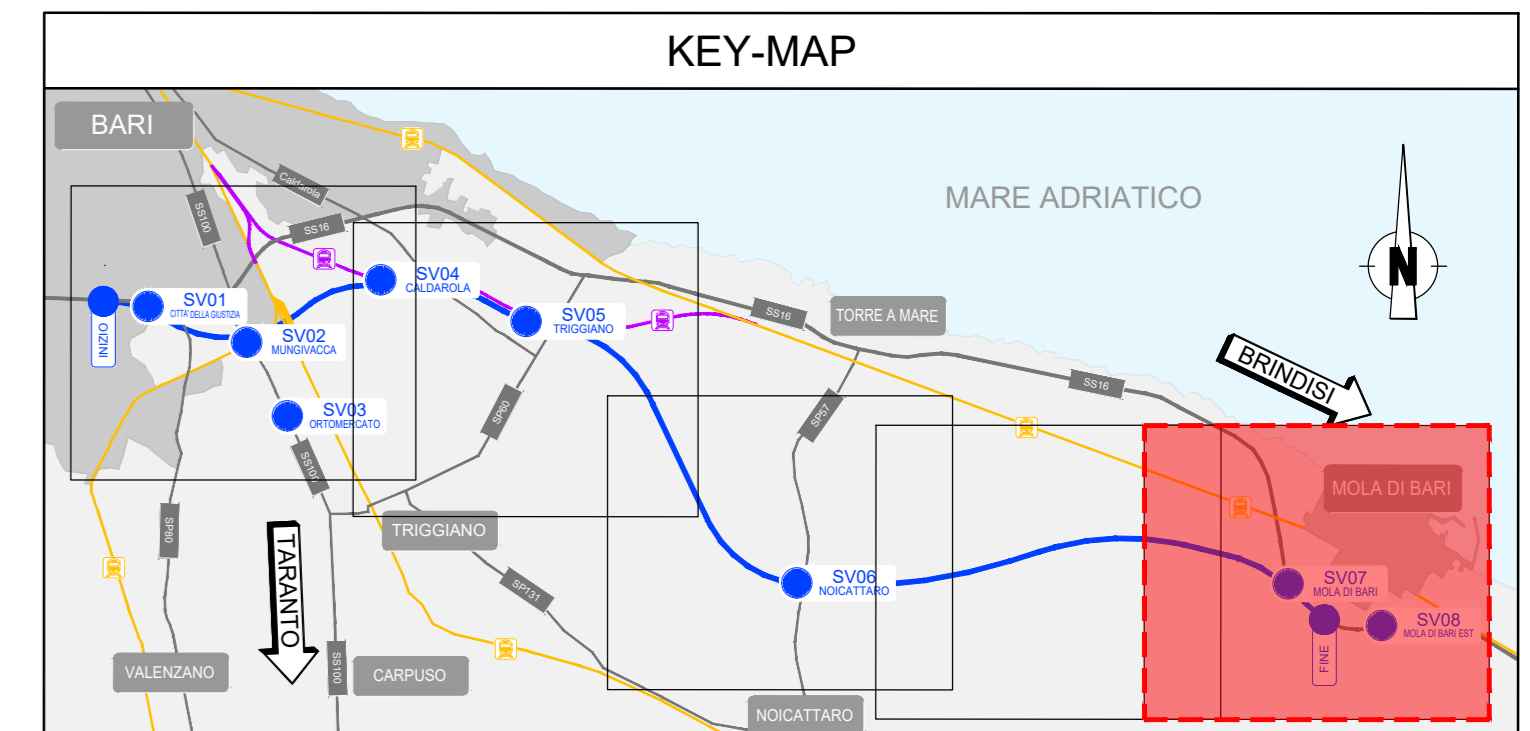 KEY-MAP
BARI
Caldarola
SS100
SS16
MARE ADRIATICO
N
SV04
CALDAROLA
SV01
CITTA' DELLA GIUSTIZIA
INIZIO
SV05
TRIGGIANO
SS16
TORRE A MARE
SV02
MUNGIVACCA
BRINDISI
SS16
SV03
ORTOMERCATO
SP60
SP57
SS100
MOLA DI BARI
SP80
TRIGGIANO
TARANTO
SP131
SV06
NOICATTARO
SV07
MOLA DI BARI
SV08
MOLA DI BARI EST
FINE
VALENZANO
SS100
CARPUSO
NOICATTARO